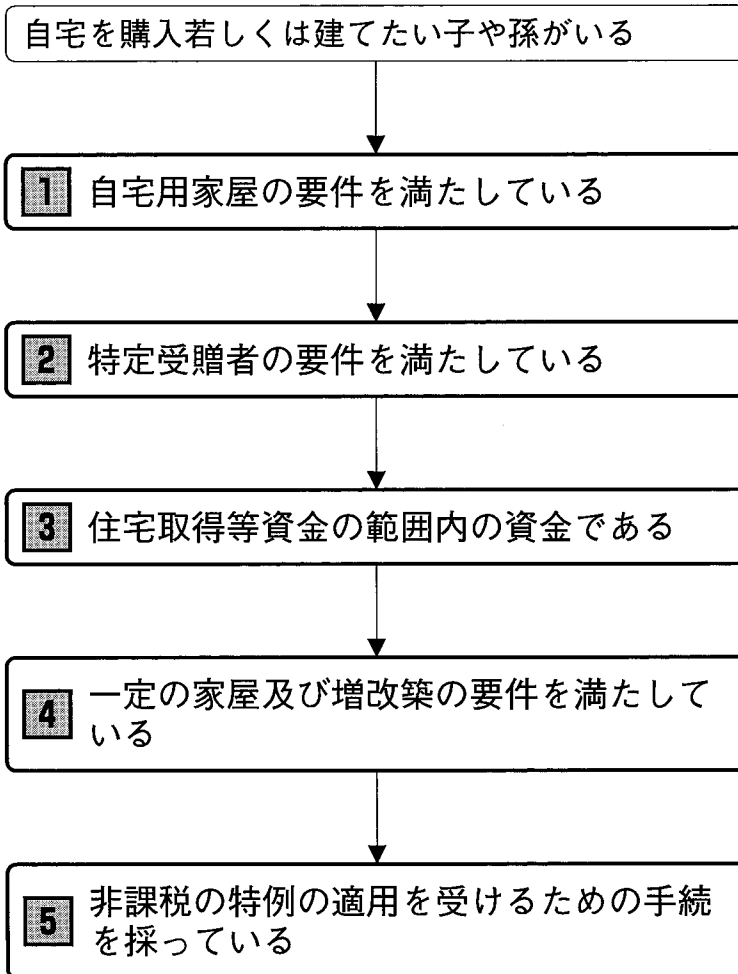 自宅を購入若しくは建てたい子や孫がいる
1 自宅用家屋の要件を満たしている
2 特定受贈者の要件を満たしている
3 住宅取得等資金の範囲内の資金である
4 一定の家屋及び増改築の要件を満たして
いる
5 非課税の特例の適用を受けるための手続
を採っている